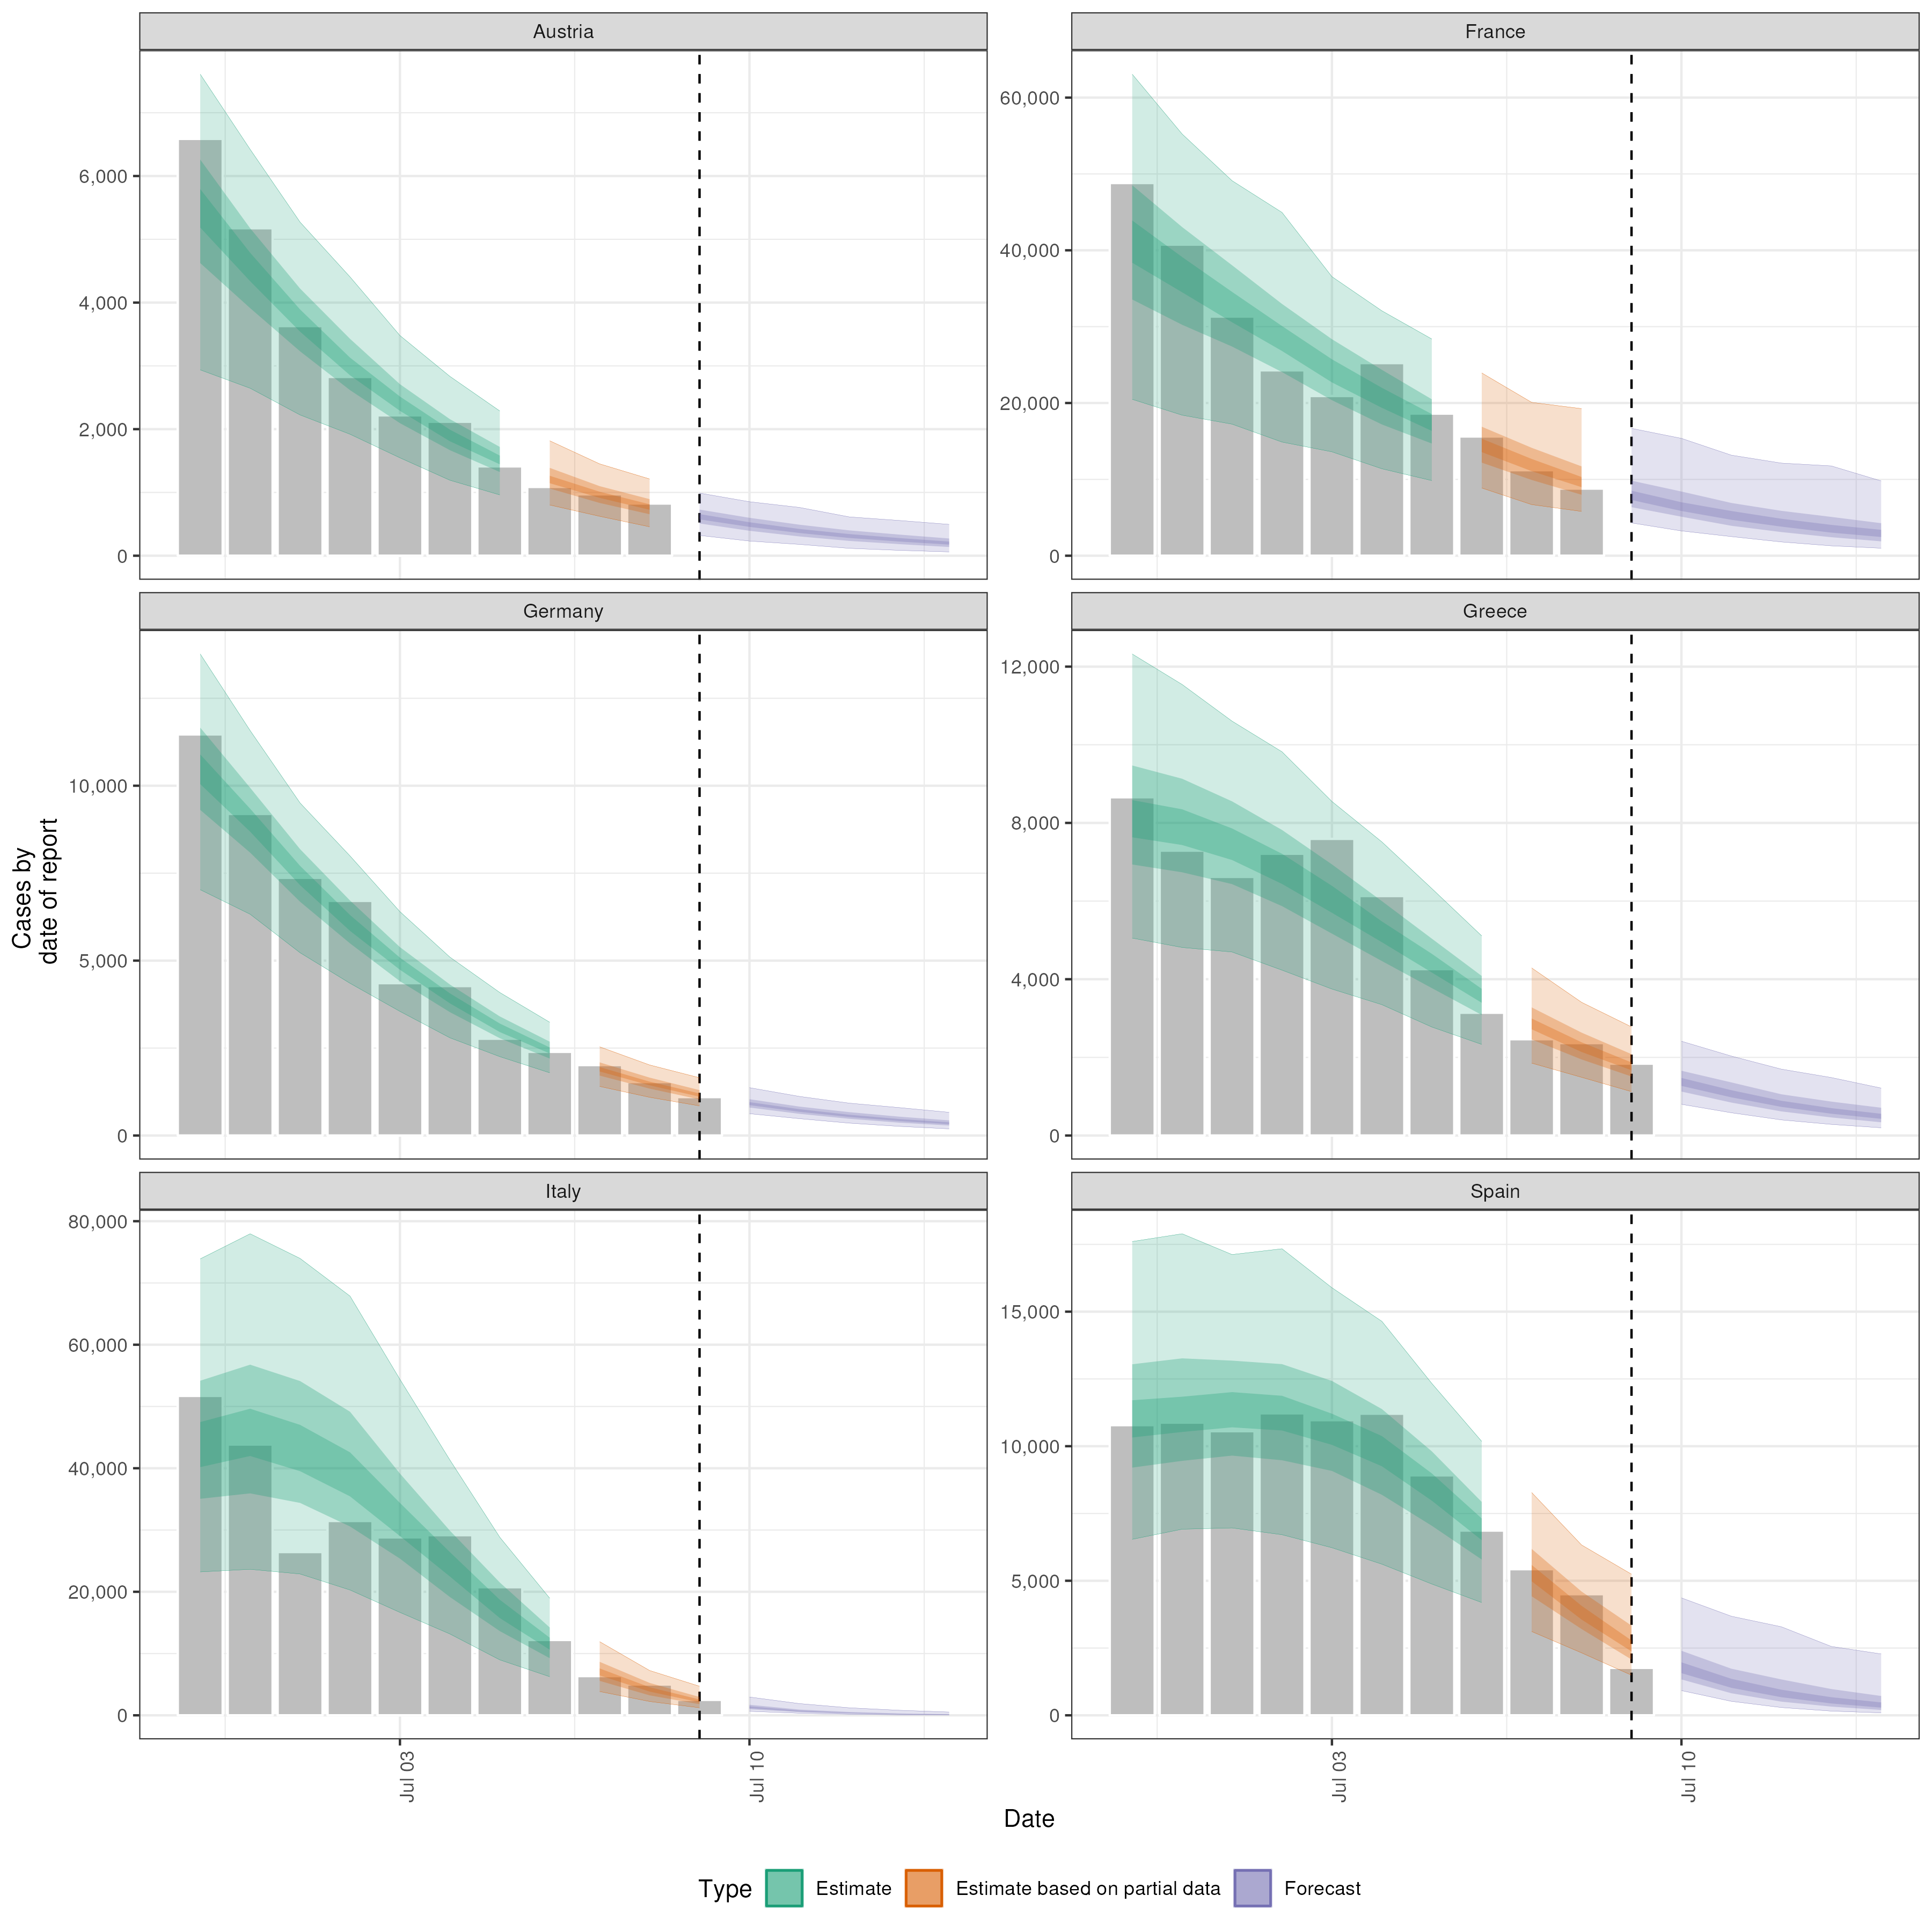 Austria
France
6,000
4,000
2,000
0
60,000
40,000
20,000
0
Germany
Greece
10,000
5,000
0
12,000
8,000
4,000
0
Italy
Spain
80,000
60,000
40,000
20,000
0
15,000
10,000
5,000
0
Cases by
date of report
Jul 03
Jul 10
Jul 03
Jul 10
Date
Type Estimate Estimate based on partial data Forecast